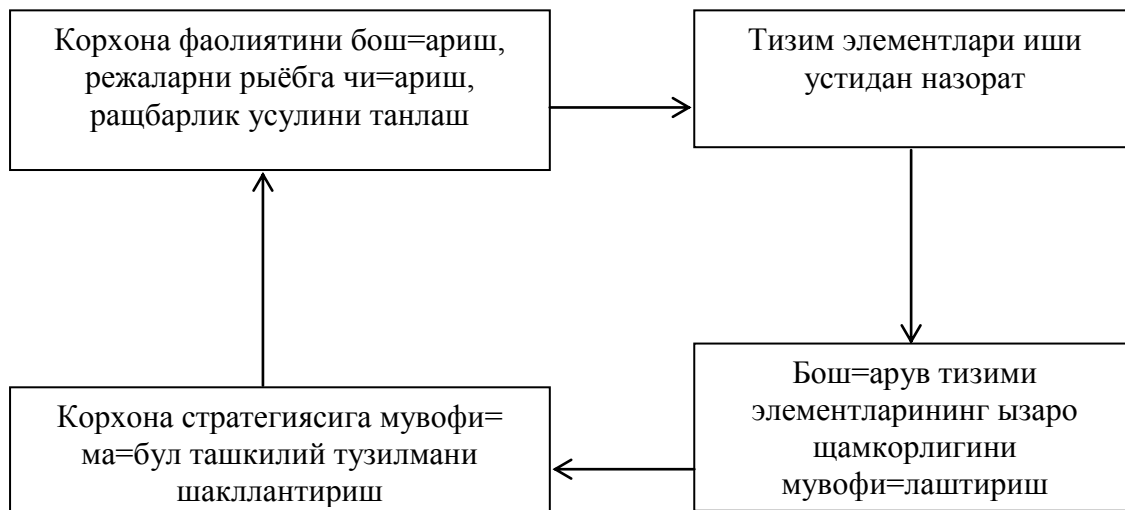 Корхона фаолиятини бош=ариш,
режаларни рыёбга чи=ариш,
ращбарлик усулини танлаш
Тизим элементлари иши
устидан назорат
Корхона стратегиясига мувофи=
ма=бул ташкилий тузилмани
шакллантириш
Бош=арув тизими
элементларининг ызаро
щамкорлигини
мувофи=лаштириш